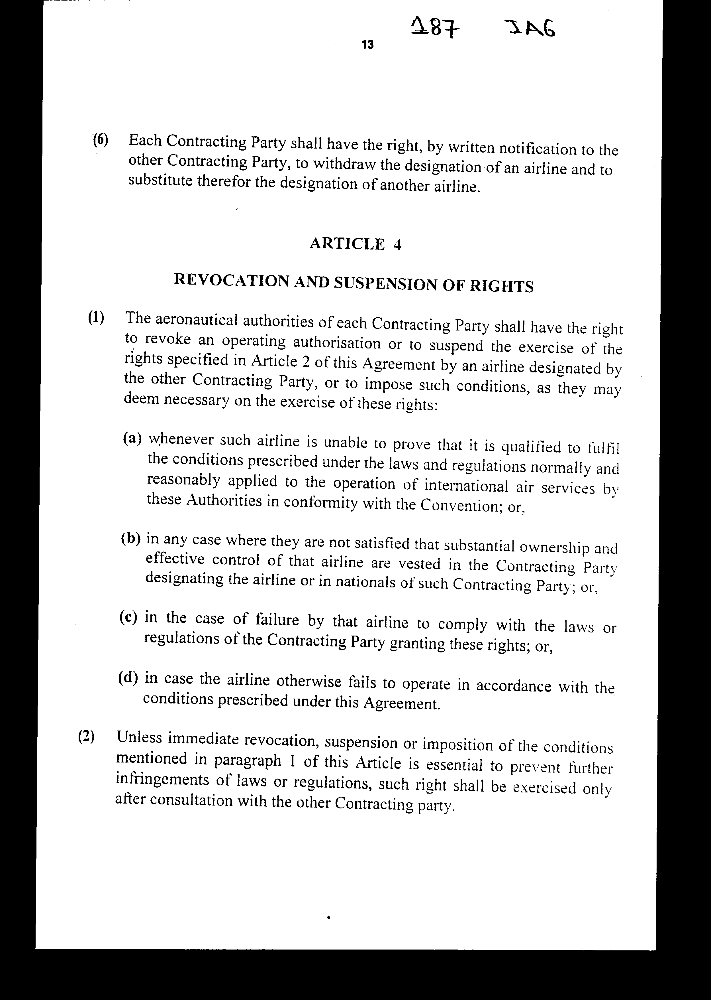 187 IA6
13
(6) Each Contracting Party shall have the right, by written notification to the
other Contracting Party, to withdraw the designation of an airline and to
substitute therefor the designation of another airline.
ARTICLE 4
REVOCATION AND SUSPENSION OF RIGHTS
(1) The aeronautical authorities of each Contracting Party shall have the right
to revoke an operating authorisation or to suspend the exercise of the
rights specified in Article 2 of this Agreement by an airline designated by
the other Contracting Party, or to impose such conditions, as they may
deem necessary on the exercise of these rights:
(a) whenever such airline is unable to prove that it is qualified to fulfil
the conditions prescribed under the laws and regulations normally and
reasonably applied to the operation of international air services by
these Authorities in conformity with the Convention; or,
(b) in any case where they are not satisfied that substantial ownership and
effective control of that airline are vested in the Contracting Party
designating the airline or in nationals of such Contracting Party; or,
(c) in the case of failure by that airline to comply with the laws or
regulations of the Contracting Party granting these rights; or,
(d) in case the airline otherwise fails to operate in accordance with the
conditions prescribed under this Agreement.
(2) Unless immediate revocation, suspension or imposition of the conditions
mentioned in paragraph 1 of this Article is essential to prevent further
infringements of laws or regulations, such right shall be exercised only
after consultation with the other Contracting party.